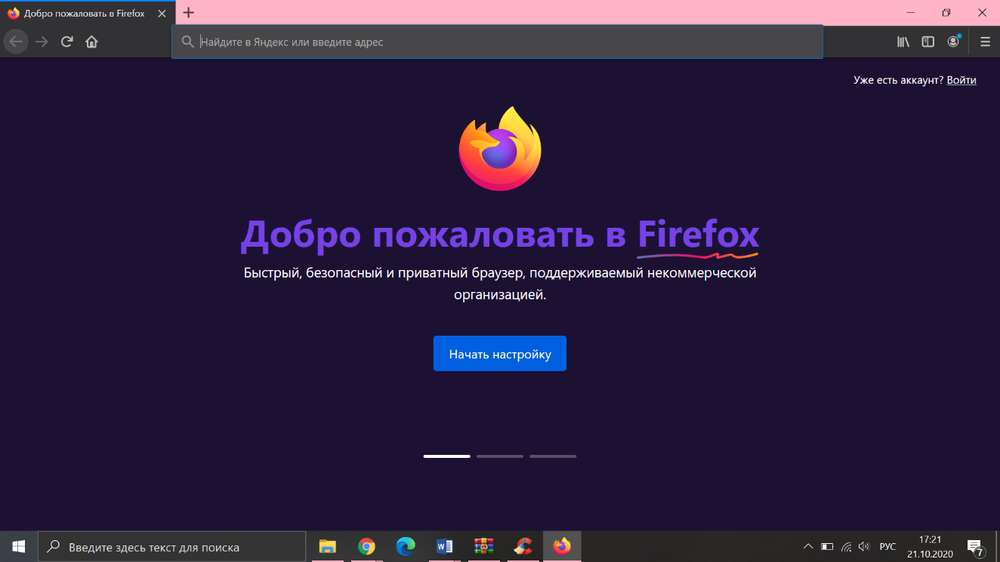 Добро пожаловать в Firefox
Найдите в Яндекс или введите адрес
Уже есть аккаунт? Войти
Добро пожаловать в Firefox
Быстрый, безопасный и приватный браузер, поддерживаемый некоммерческой
организацией.
Начать настройку
Введите здесь текст для поиска
РУС
17:21
21.10.2020
7